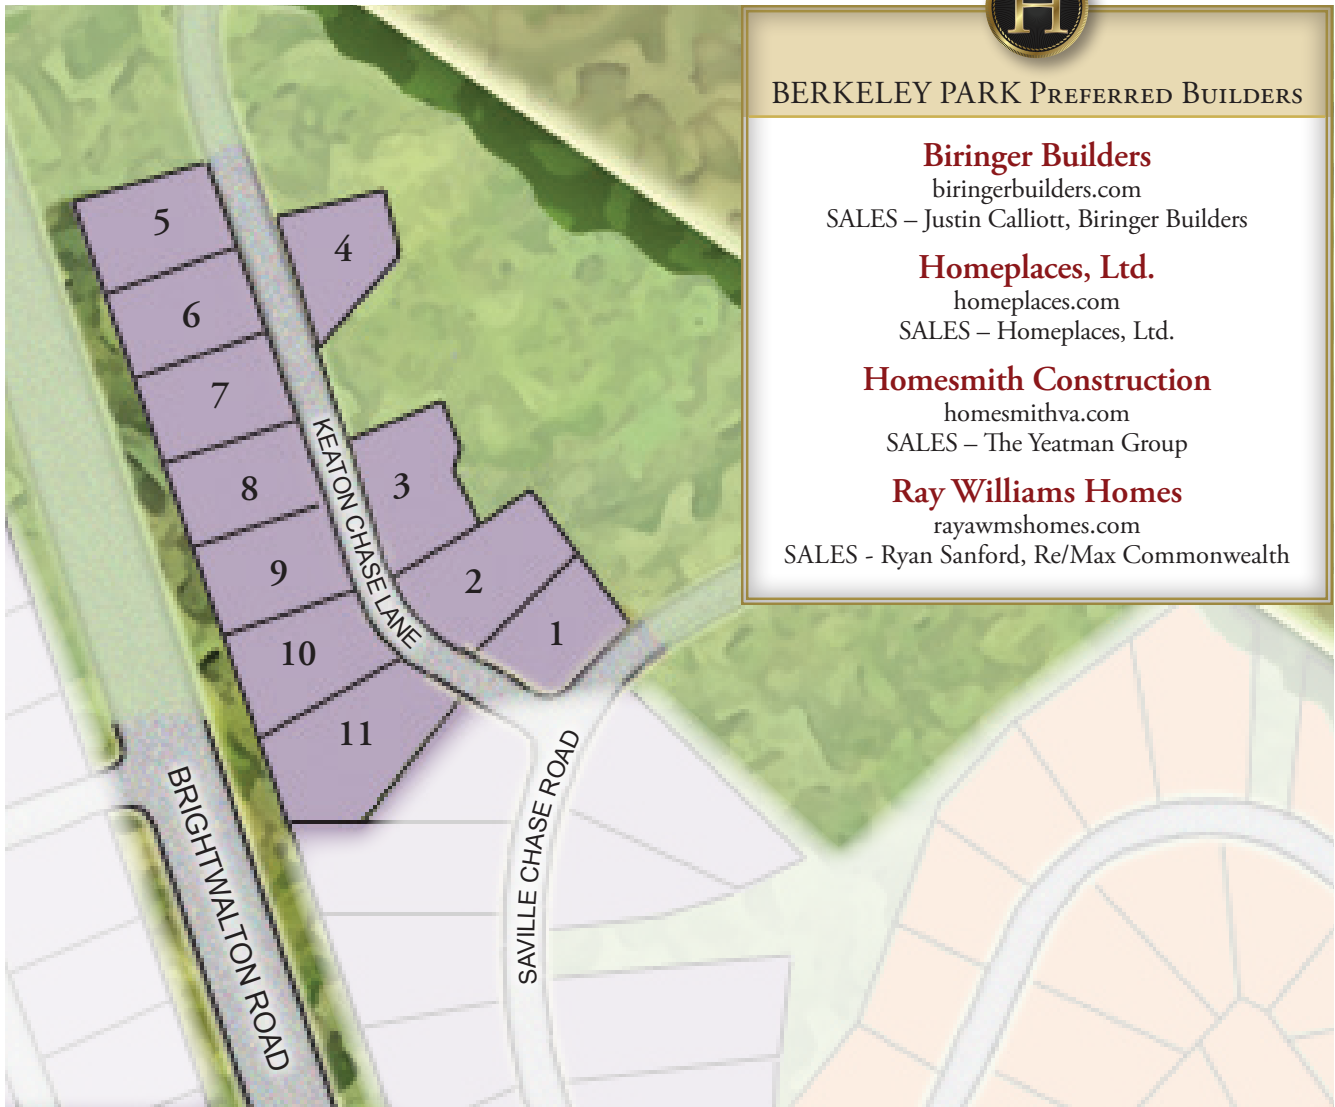 H
BERKELEY PARK Preferred Builders
Biringer Builders
biringerbuilders.com
SALES – Justin Calliott, Biringer Builders
Homeplaces, Ltd.
homeplaces.com
SALES – Homeplaces, Ltd.
Homesmith Construction
homesmithva.com
SALES – The Yeatman Group
Ray Williams Homes
rayawmshomes.com
SALES - Ryan Sanford, Re/Max Commonwealth
5
4
6
7
8
3
9
2
1
10
11
KEATON CHASE LANE
BRIGHTWALTON ROAD
SAVILLE CHASE ROAD